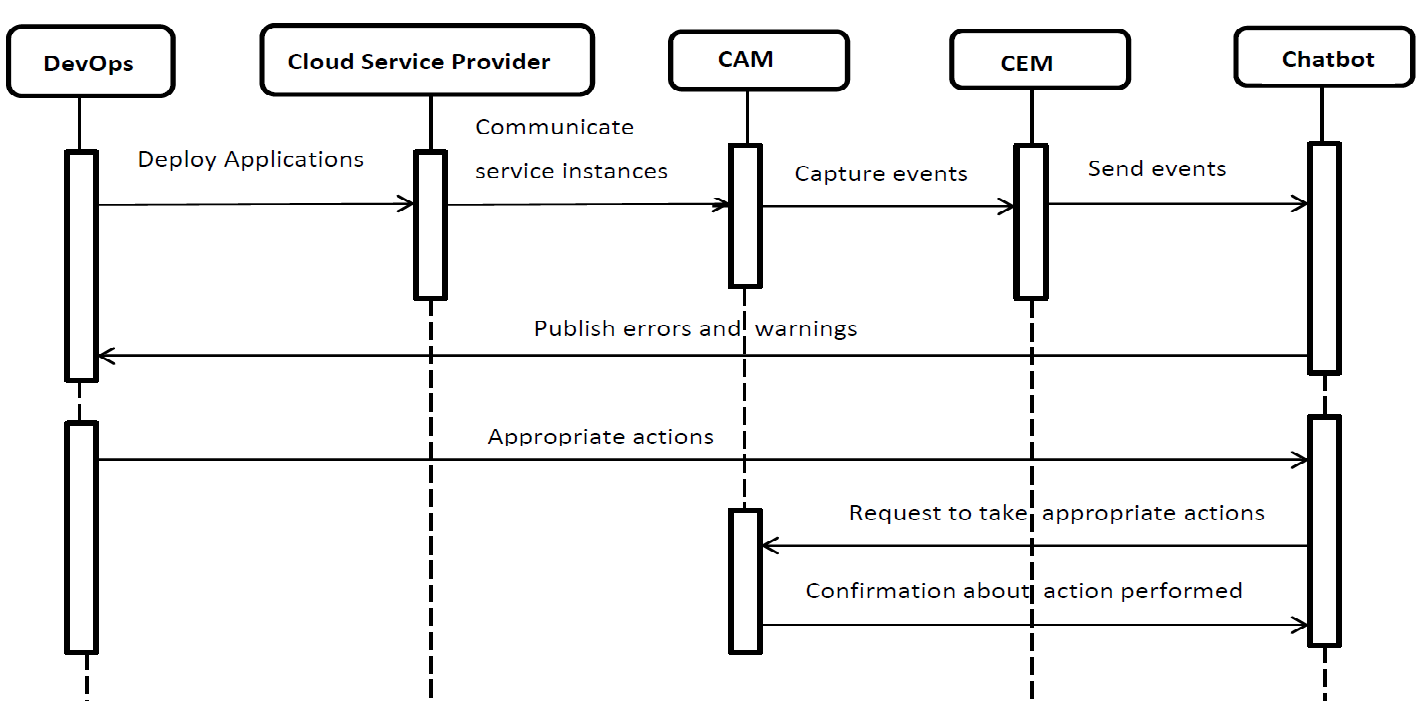 DevOps
Cloud Service Provider
CAM
CEM
Chatbot
Communicate
service instances
Deploy Applications
Capture events
Send events
Publish errors and warnings
Appropriate actions
Request to take appropriate actions
Confirmation about action performed